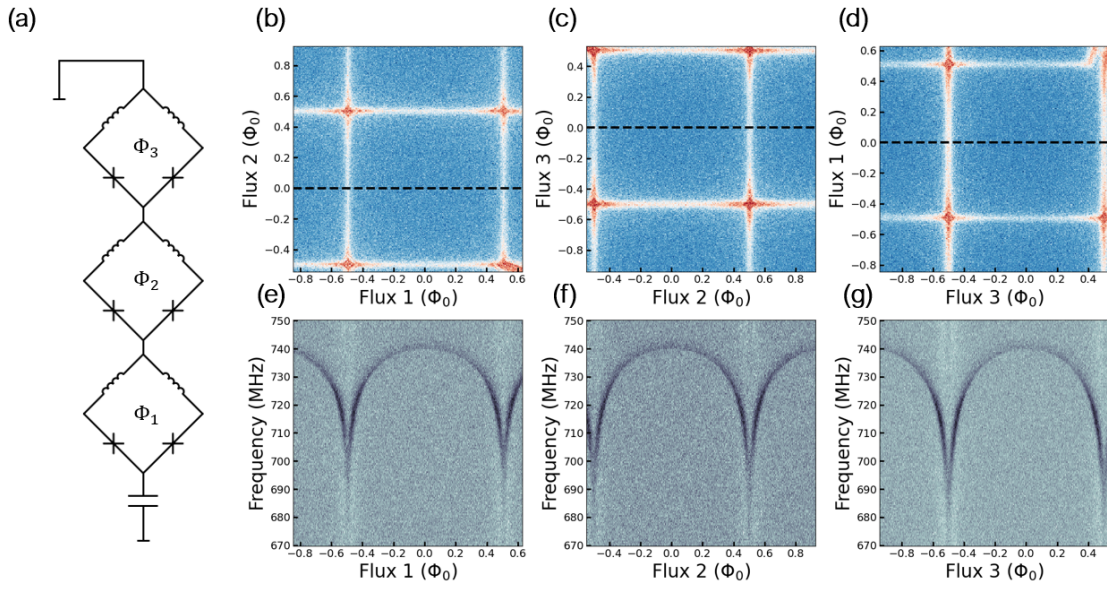 (a)
Φ₃
Φ₂
Φ₁
(b)
Flux 2 (Φ₀)
0.8
0.6
0.4
0.2
0.0
−0.2
−0.4
−0.8 −0.6 −0.4 −0.2 0.0 0.2 0.4 0.6
Flux 1 (Φ₀)
(c)
Flux 3 (Φ₀)
0.4
0.2
0.0
−0.2
−0.4
−0.6
−0.8
−0.4 −0.2 0.0 0.2 0.4 0.6 0.8
Flux 2 (Φ₀)
(d)
Flux 1 (Φ₀)
0.6
0.4
0.2
0.0
−0.2
−0.4
−0.6
−0.8
−0.8 −0.6 −0.4 −0.2 0.0 0.2 0.4
Flux 3 (Φ₀)
(e)
Frequency (MHz)
750
740
730
720
710
700
690
680
670
−0.8 −0.6 −0.4 −0.2 0.0 0.2 0.4 0.6
Flux 1 (Φ₀)
(f)
Frequency (MHz)
750
740
730
720
710
700
690
680
670
−0.4 −0.2 0.0 0.2 0.4 0.6 0.8
Flux 2 (Φ₀)
(g)
Frequency (MHz)
750
740
730
720
710
700
690
680
670
−0.8 −0.6 −0.4 −0.2 0.0 0.2 0.4
Flux 3 (Φ₀)